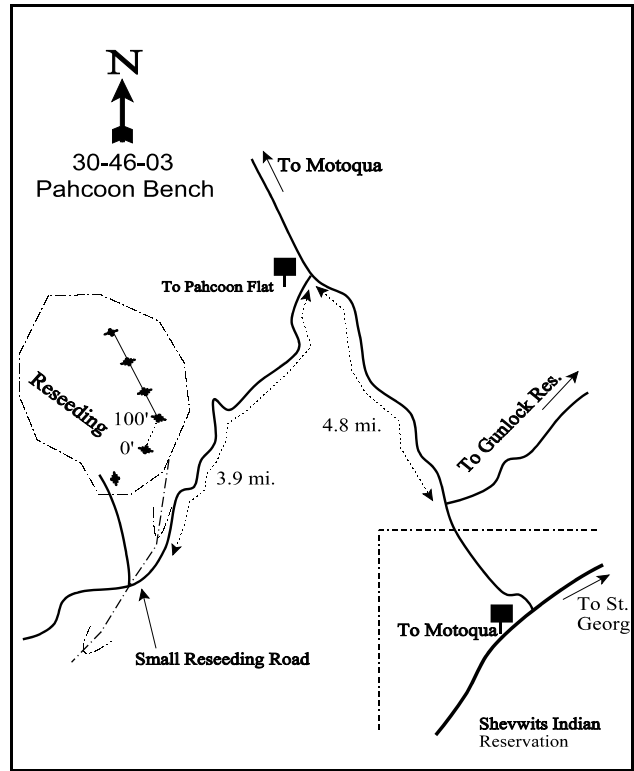 N
30-46-03
Pahcoon Bench
To Motoqua
To Pahcoon Flat
Reseeding
100'
0'
4.8 mi.
To Gunlock Res.
3.9 mi.
To St.
Georg
To Motoqua
Small Reseeding Road
Shevwits Indian
Reservation